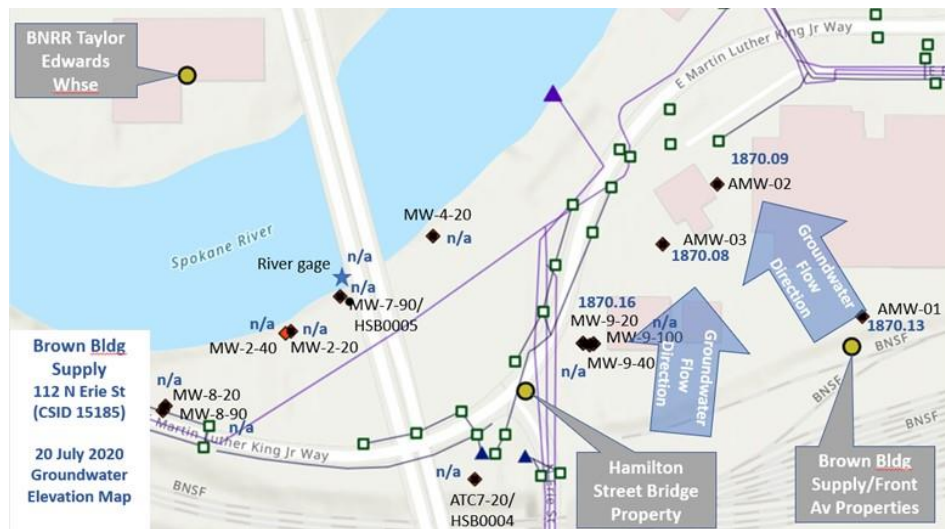 BNRR Taylor
Edwards
Whse
E Martin Luther King Jr Way
1870.09
AMW-02
MW-4-20
n/a
Spokane River
n/a
River gage
n/a
MW-7-90/
HSB0005
AMW-03
1870.08
Groundwater
Flow
Direction
AMW-01
1870.13
BNSF
BNSF
1870.16
MW-9-20
n/a
MW-9-100
MW-9-40
n/a
Groundwater
Flow
Direction
n/a
n/a
MW-2-40
MW-2-20
Brown Bldg
Supply
112 N Erie St
(CSID 15185)
20 July 2020
Groundwater
Elevation Map
n/a
MW-8-20
MW-8-90
n/a
Martin Luther King Jr Way
BNSF
n/a
ATC7-20/
HSB0004
Hamilton
Street Bridge
Property
Brown Bldg
Supply/Front
Av Properties
BNSF